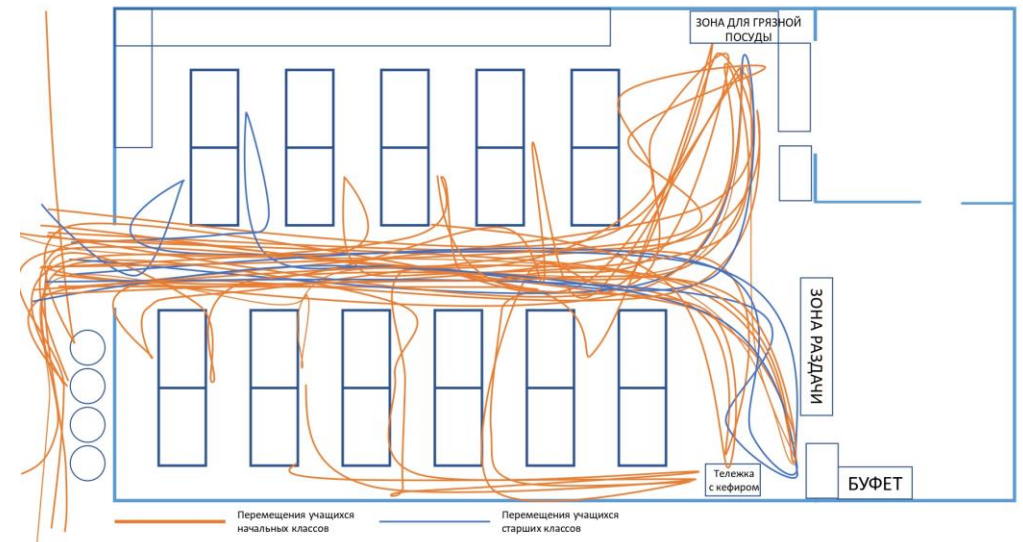 ЗОНА ДЛЯ ГРЯЗНОЙ
ПОСУДЫ
ЗОНА РАЗДАЧИ
Тележка
с кефиром
БУФЕТ
Перемещения учащихся
начальных классов
Перемещения учащихся
старших классов